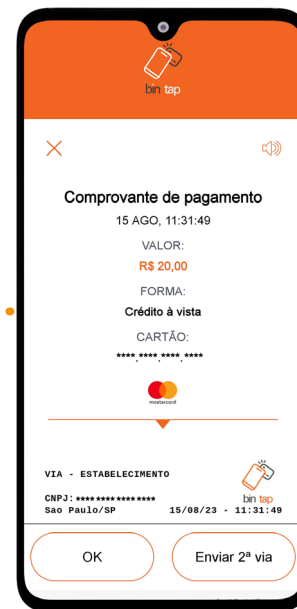 bin tap
Comprovante de pagamento
15 AGO, 11:31:49
VALOR:
R$ 20,00
FORMA:
Crédito à vista
CARTÃO:
****.****.****.****
mastercard
VIA - ESTABELECIMENTO
bin tap
CNPJ: ****************
Sao Paulo/SP 15/08/23 - 11:31:49
OK
Enviar 2ª via